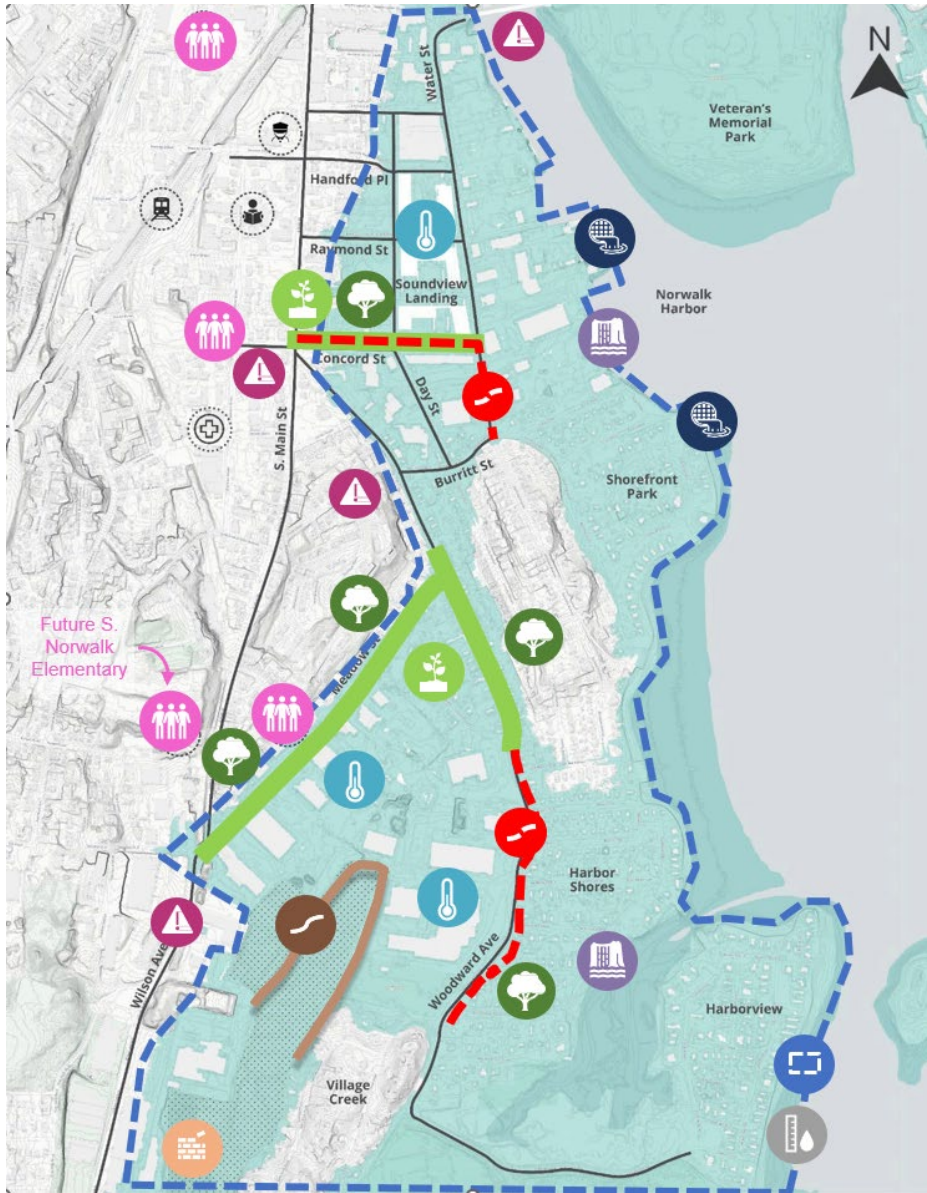 N
Water St
Veteran's
Memorial
Park
Handford Pl
Raymond St
Soundview
Landing
Norwalk
Harbor
Concord St
Day St
S. Main St
Burritt St
Shorefront
Park
Future S.
Norwalk
Elementary
Meadow St
Harbor
Shores
Woodward Ave
Wilson Ave
Harborview
Village
Creek